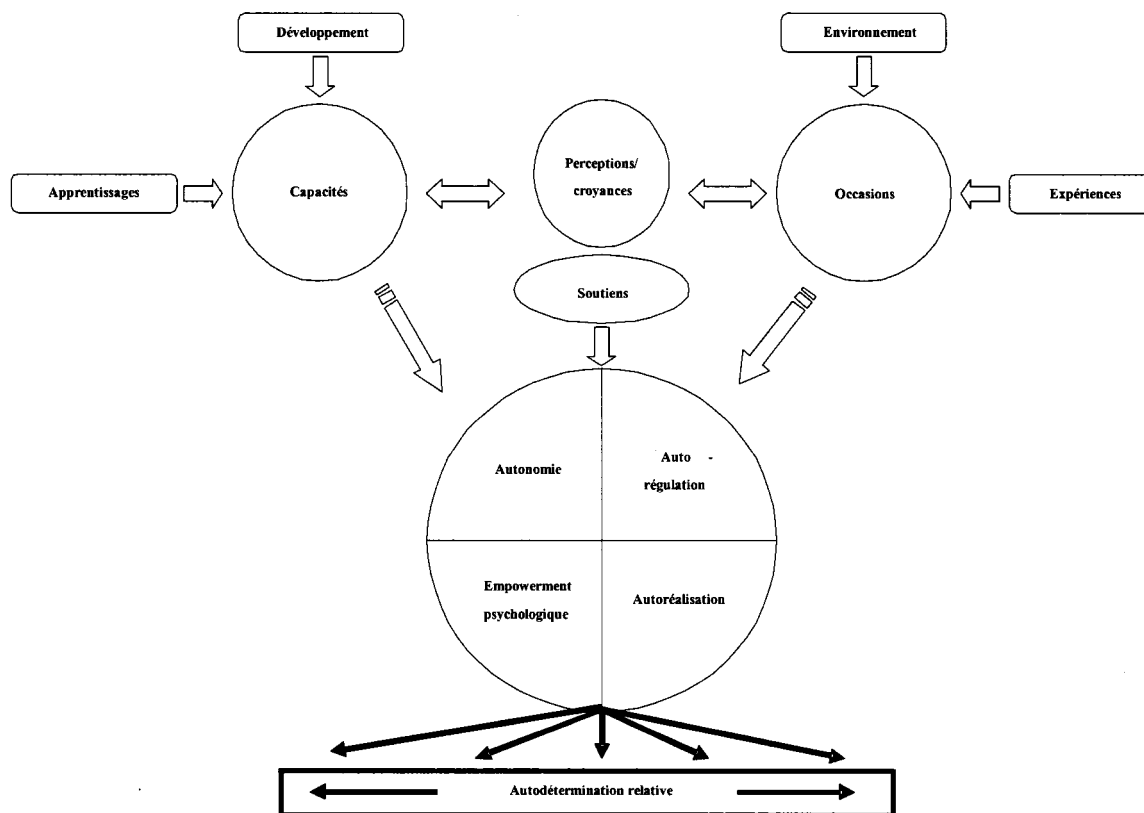 Développement
Environnement
Perceptions/
croyances
Apprentissages
Capacités
Occasions
Expériences
Soutiens
Autonomie
Auto -
régulation
Empowerment
psychologique
Autoréalisation
Autodétermination relative